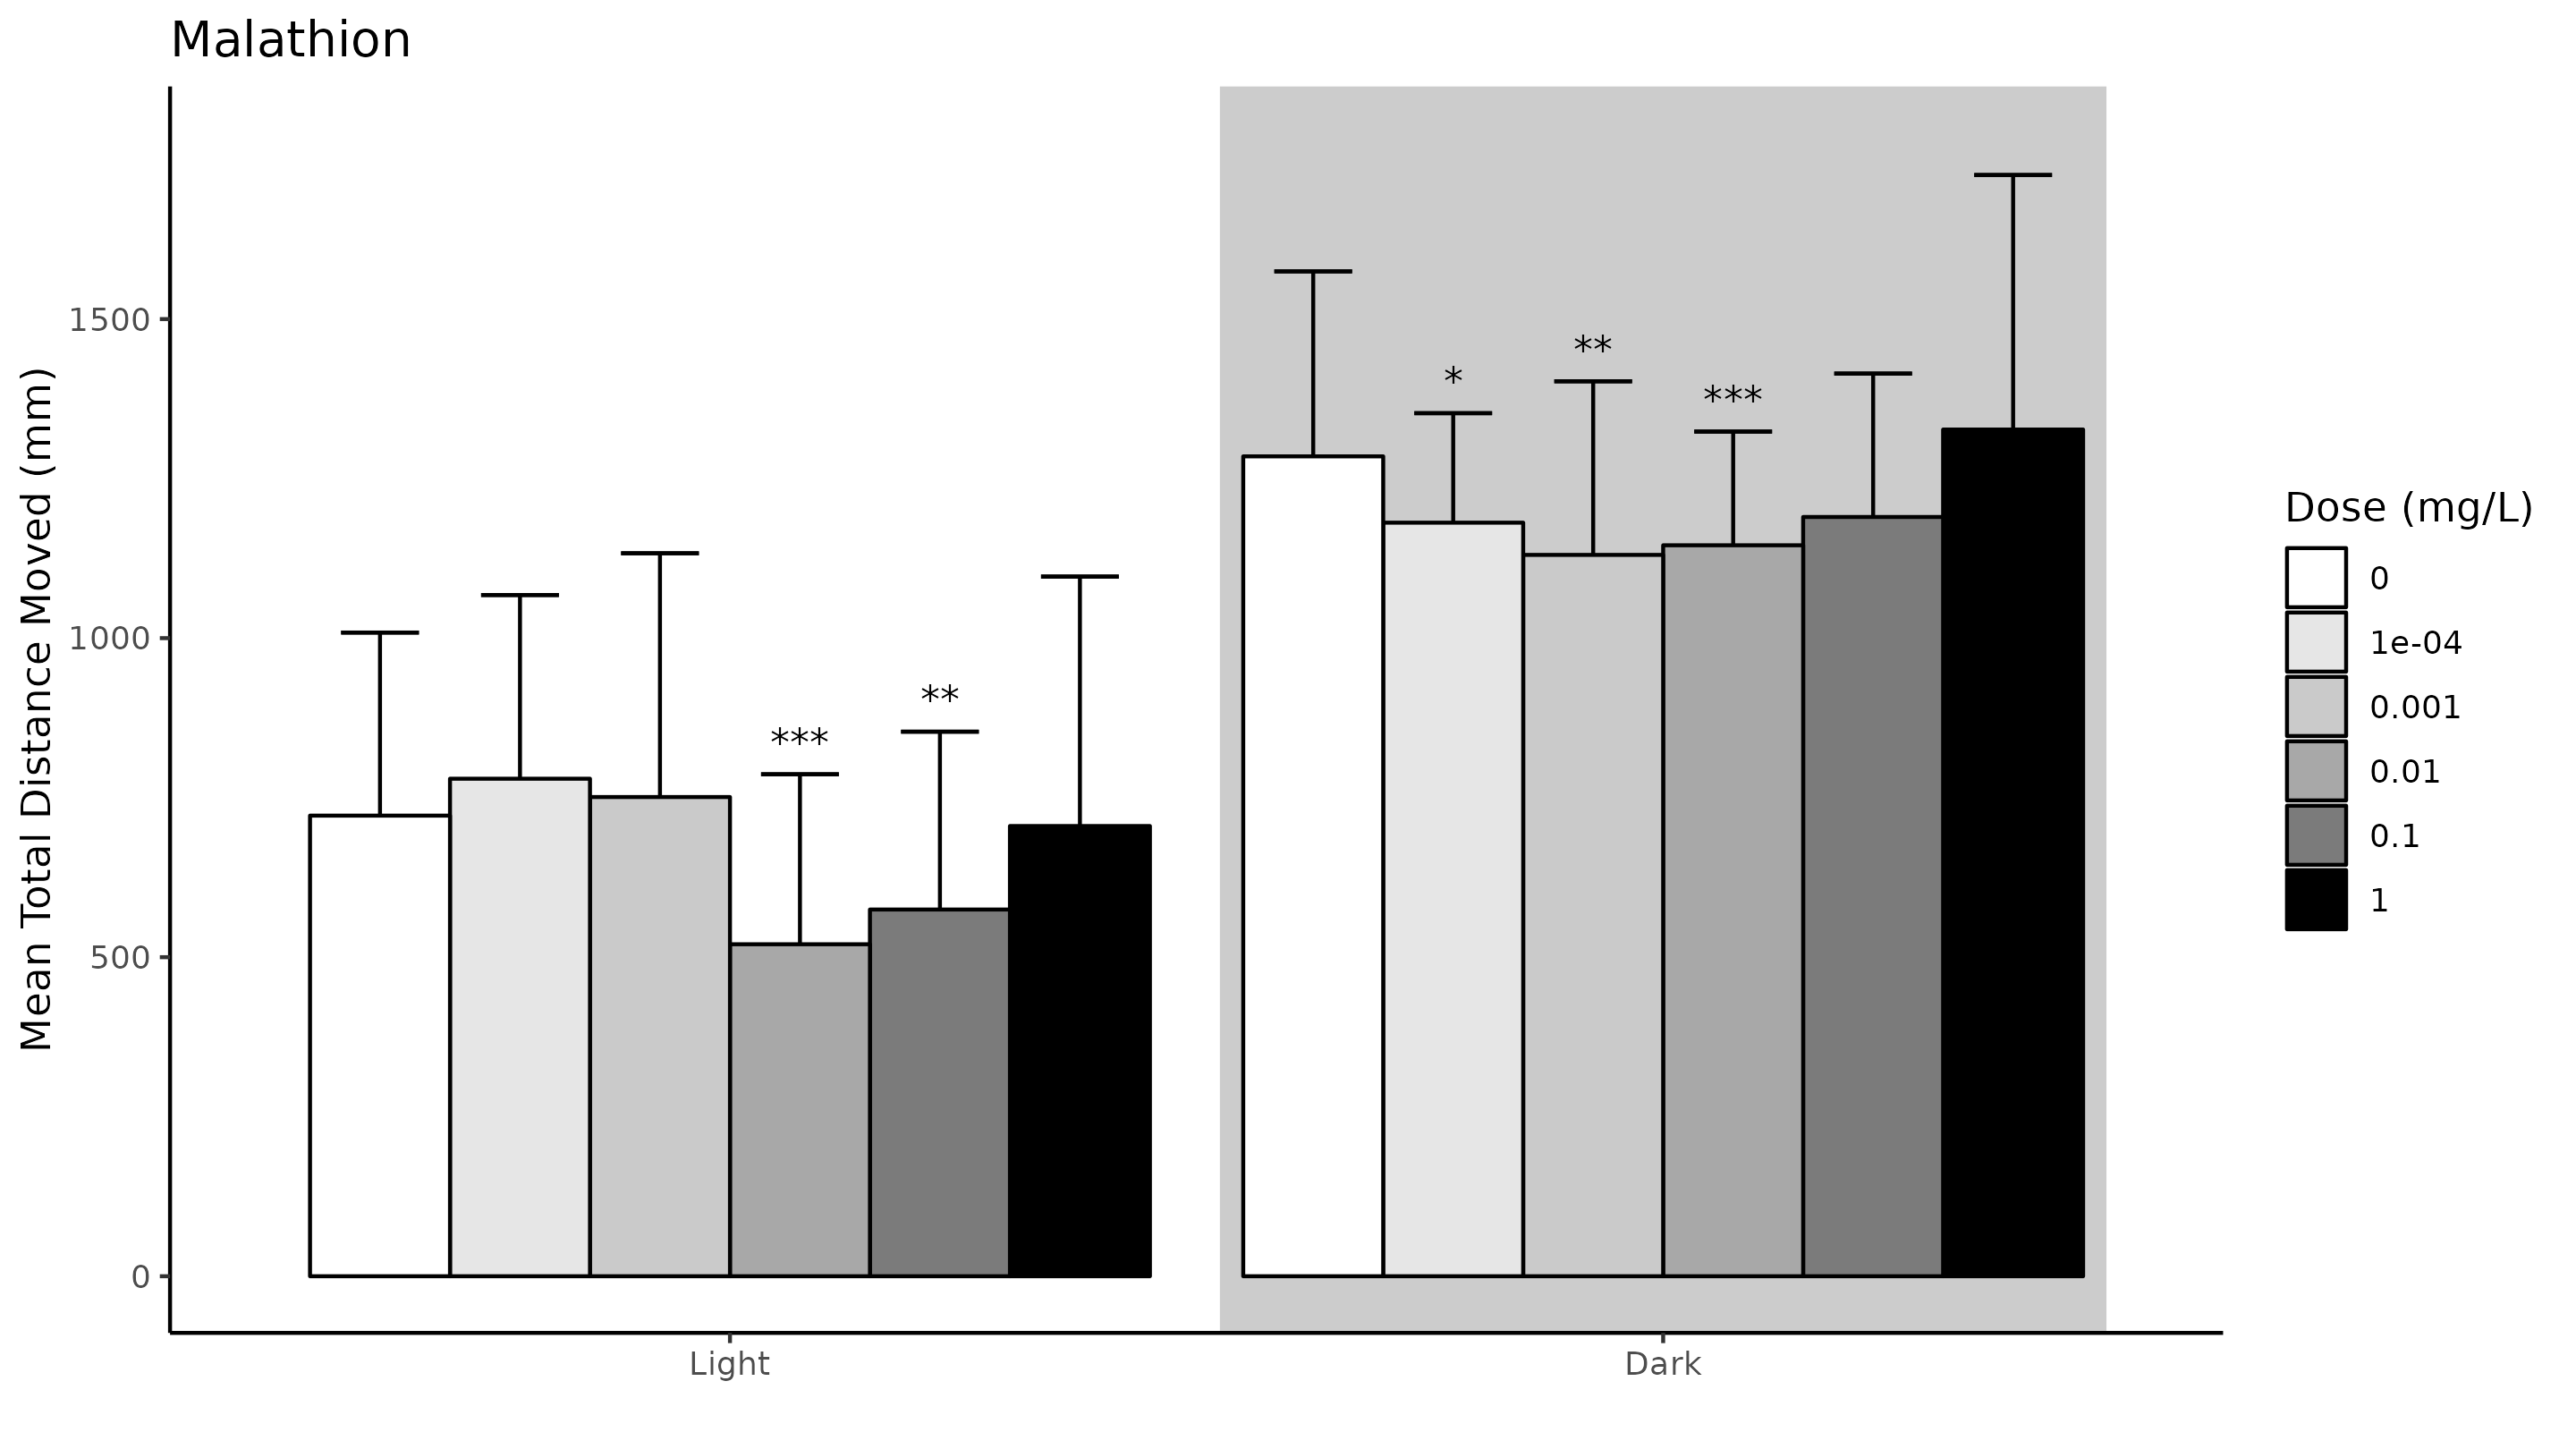 Malathion
Mean Total Distance Moved (mm)
1500
1000
500
0
***
**
*
**
***
Light
Dark
Dose (mg/L)
0
1e-04
0.001
0.01
0.1
1